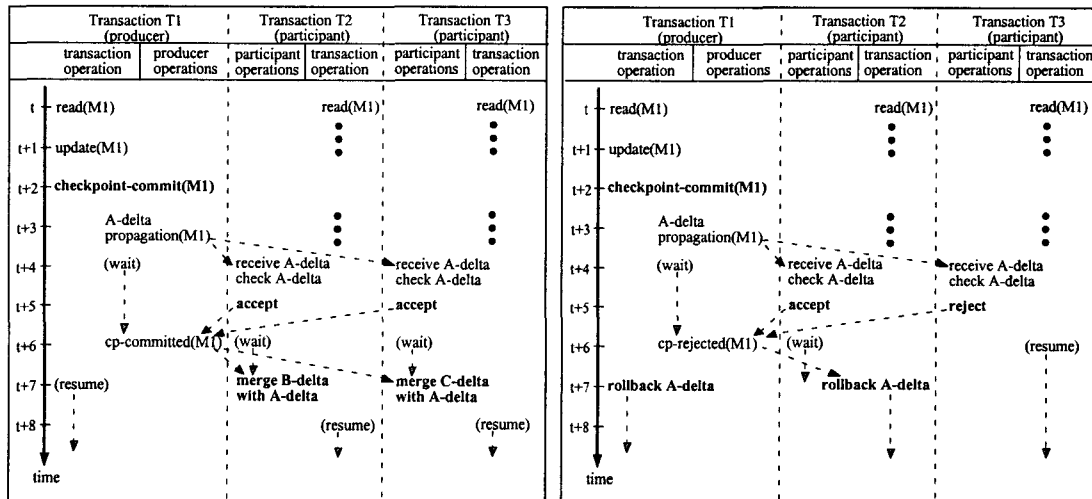 Transaction T1 Transaction T2 Transaction T3
(producer) (participant) (participant)
transaction producer participant transaction participant transaction
operation operations operations operation operations operation
t read(M1) read(M1) read(M1)
t+1 update(M1)
t+2 checkpoint-commit(M1)
A-delta
t+3 propagation(M1)
t+4 (wait) receive A-delta receive A-delta
check A-delta check A-delta
t+5 accept accept
t+6 cp-committed(M1) (wait) (wait)
t+7 (resume) merge B-delta merge C-delta
with A-delta with A-delta
t+8 (resume) (resume)
time
Transaction T1 Transaction T2 Transaction T3
(producer) (participant) (participant)
transaction producer participant transaction participant transaction
operation operations operations operation operations operation
t read(M1) read(M1) read(M1)
t+1 update(M1)
t+2 checkpoint-commit(M1)
A-delta
t+3 propagation(M1)
t+4 (wait) receive A-delta receive A-delta
check A-delta check A-delta
t+5 accept reject
t+6 cp-rejected(M1) (wait) (resume)
t+7 rollback A-delta rollback A-delta
t+8
time